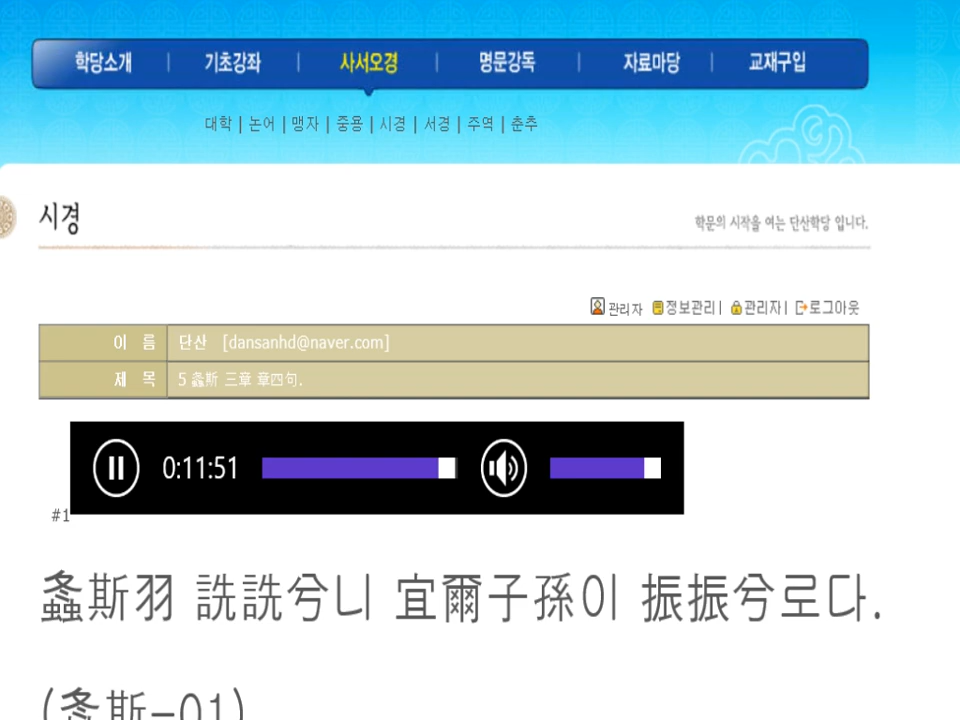 학당소개 | 기초강좌 | 사서오경 | 명문강독 | 자료마당 | 교재구입
대학 | 논어 | 맹자 | 중용 | 시경 | 서경 | 주역 | 춘추
시경
학문의 시작을 여는 단산학당 입니다.
관리자 정보관리 | 관리자 | 로그아웃
이 름 단산 [dansanhd@naver.com]
제 목 5 螽斯 三章 章四句.
0:11:51
#1
螽斯羽 詵詵兮니 宜爾子孫이 振振兮로다.
(螽斯-01)